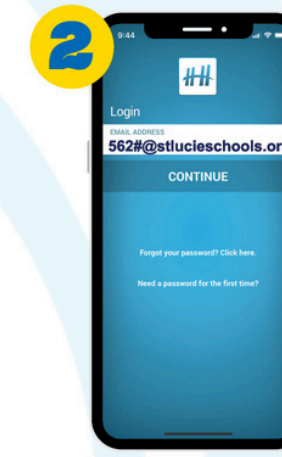 2
9:44
Login
EMAIL ADDRESS
562#@stlucieschools.or
CONTINUE
Forgot your password? Click here.
Need a password for the first time?